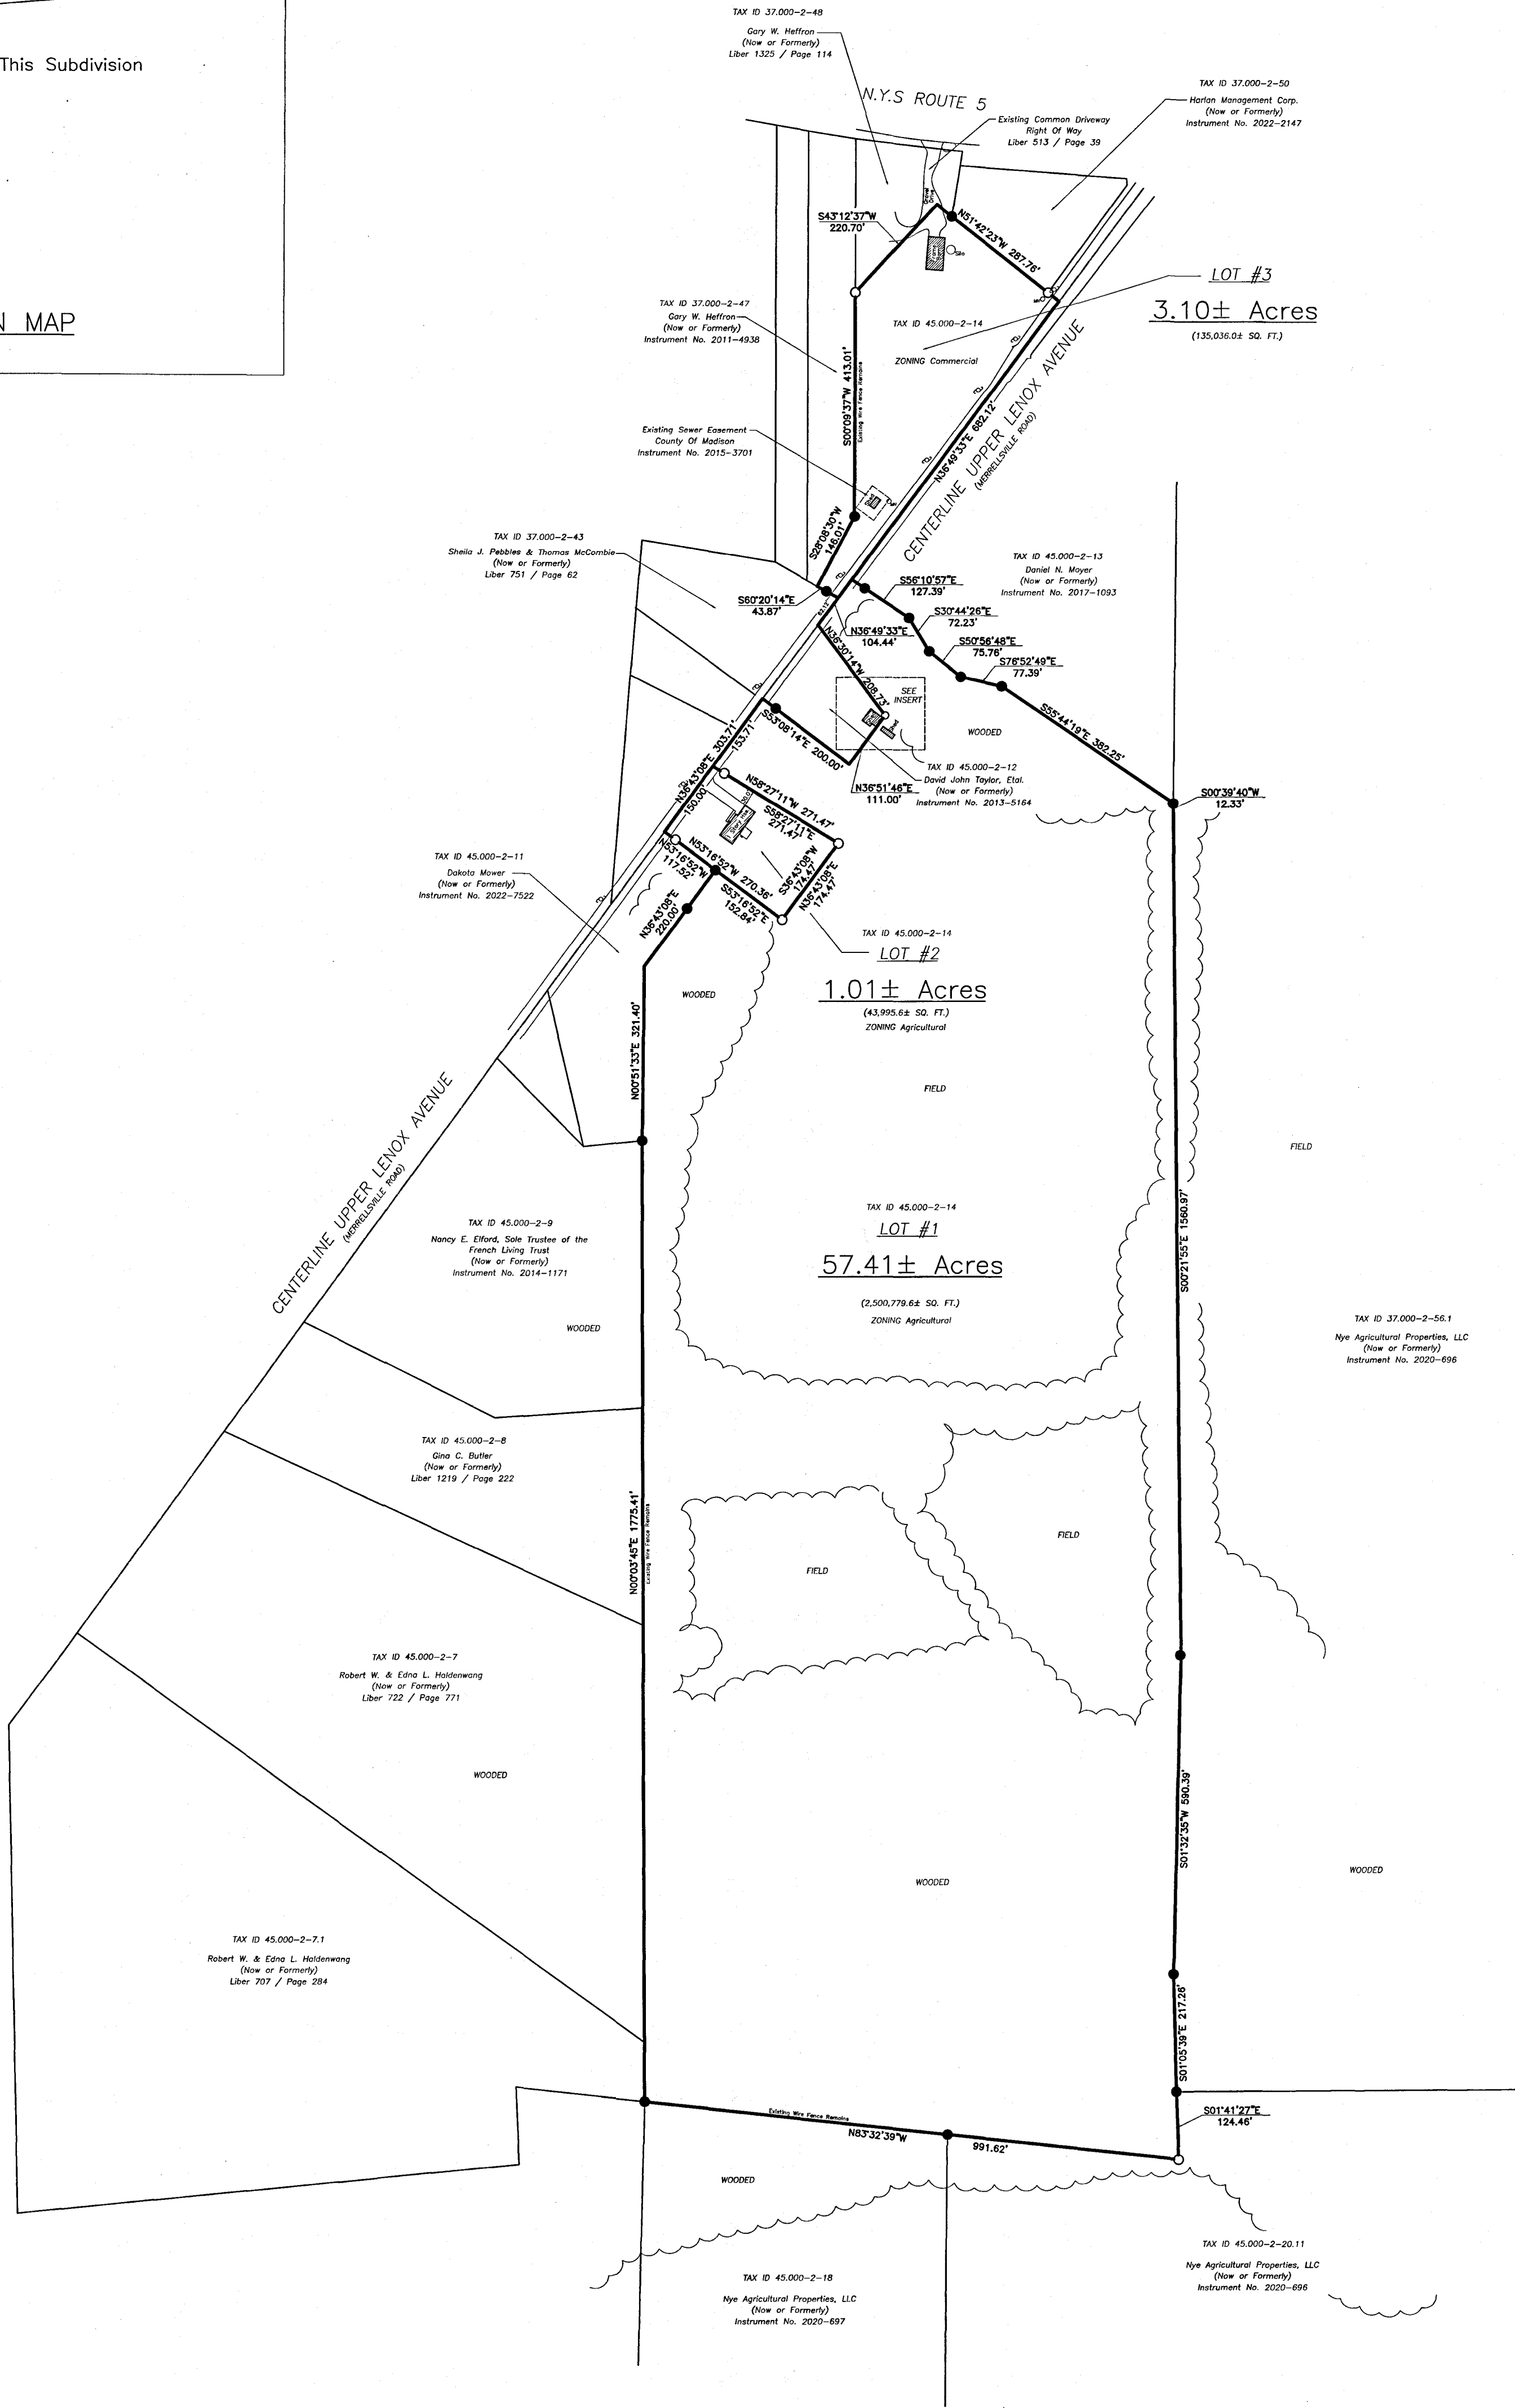 This Subdivision
N MAP
TAX ID 37.000-2-48
Gary W. Heffron
(Now or Formerly)
Liber 1325 / Page 114
N.Y.S ROUTE 5
TAX ID 37.000-2-50
Harlan Management Corp.
(Now or Formerly)
Instrument No. 2022-2147
Existing Common Driveway
Right Of Way
Liber 513 / Page 39
Gravel
Drive
S43°12'37"W
220.70'
N51°42'23"W 287.76'
Silo
LOT #3
3.10± Acres
(135,036.0± SQ. FT.)
TAX ID 37.000-2-47
Gary W. Heffron
(Now or Formerly)
Instrument No. 2011-4938
TAX ID 45.000-2-14
ZONING Commercial
S00°09'37"W 413.01'
Existing Wire Fence Remains
N36°49'33"E 682.12'
CENTERLINE UPPER LENOX AVENUE
(MERRELLSVILLE ROAD)
Existing Sewer Easement
County Of Madison
Instrument No. 2015-3701
S28°08'30"W
146.01'
TAX ID 37.000-2-43
Sheila J. Pebbles & Thomas McCombie
(Now or Formerly)
Liber 751 / Page 62
TAX ID 45.000-2-13
Daniel N. Moyer
(Now or Formerly)
Instrument No. 2017-1093
S56°10'57"E
127.39'
S60°20'14"E
43.87'
62.12'
N36°49'33"E
104.44'
S30°44'26"E
72.23'
S50°56'48"E
75.76'
S76°52'49"E
77.39'
N36°30'14"W 208.73'
SEE
INSERT
S55°44'19"E 382.25'
WOODED
S53°08'14"E 200.00'
N36°43'08"E 303.71'
153.71'
150.00'
TAX ID 45.000-2-12
David John Taylor, Etal.
(Now or Formerly)
Instrument No. 2013-5164
N36°51'46"E
111.00'
S00°39'40"W
12.33'
N58°27'11"W 271.47'
S58°27'11"E
271.47'
N53°16'52"W
117.52'
N53°16'52"W 270.36'
S53°16'52"E
152.84'
S36°43'08"W
174.47'
N36°43'08"E
174.47'
TAX ID 45.000-2-11
Dakota Mower
(Now or Formerly)
Instrument No. 2022-7522
N36°43'08"E
220.00'
TAX ID 45.000-2-14
LOT #2
1.01± Acres
(43,995.6± SQ. FT.)
ZONING Agricultural
WOODED
N00°51'33"E 321.40'
FIELD
CENTERLINE UPPER LENOX AVENUE
(MERRELLSVILLE ROAD)
FIELD
S00°21'55"E 1560.97'
TAX ID 45.000-2-14
LOT #1
57.41± Acres
(2,500,779.6± SQ. FT.)
ZONING Agricultural
TAX ID 45.000-2-9
Nancy E. Elford, Sole Trustee of the
French Living Trust
(Now or Formerly)
Instrument No. 2014-1171
WOODED
TAX ID 37.000-2-56.1
Nye Agricultural Properties, LLC
(Now or Formerly)
Instrument No. 2020-696
TAX ID 45.000-2-8
Gina C. Butler
(Now or Formerly)
Liber 1219 / Page 222
N00°03'45"E 1775.41'
Existing Wire Fence Remains
FIELD
FIELD
TAX ID 45.000-2-7
Robert W. & Edna L. Haldenwang
(Now or Formerly)
Liber 722 / Page 771
WOODED
S01°32'35"W 590.39'
WOODED
WOODED
TAX ID 45.000-2-7.1
Robert W. & Edna L. Haldenwang
(Now or Formerly)
Liber 707 / Page 284
S01°05'39"E 217.26'
Existing Wire Fence Remains
N83°32'39"W
991.62'
S01°41'27"E
124.46'
WOODED
TAX ID 45.000-2-20.11
Nye Agricultural Properties, LLC
(Now or Formerly)
Instrument No. 2020-696
TAX ID 45.000-2-18
Nye Agricultural Properties, LLC
(Now or Formerly)
Instrument No. 2020-697